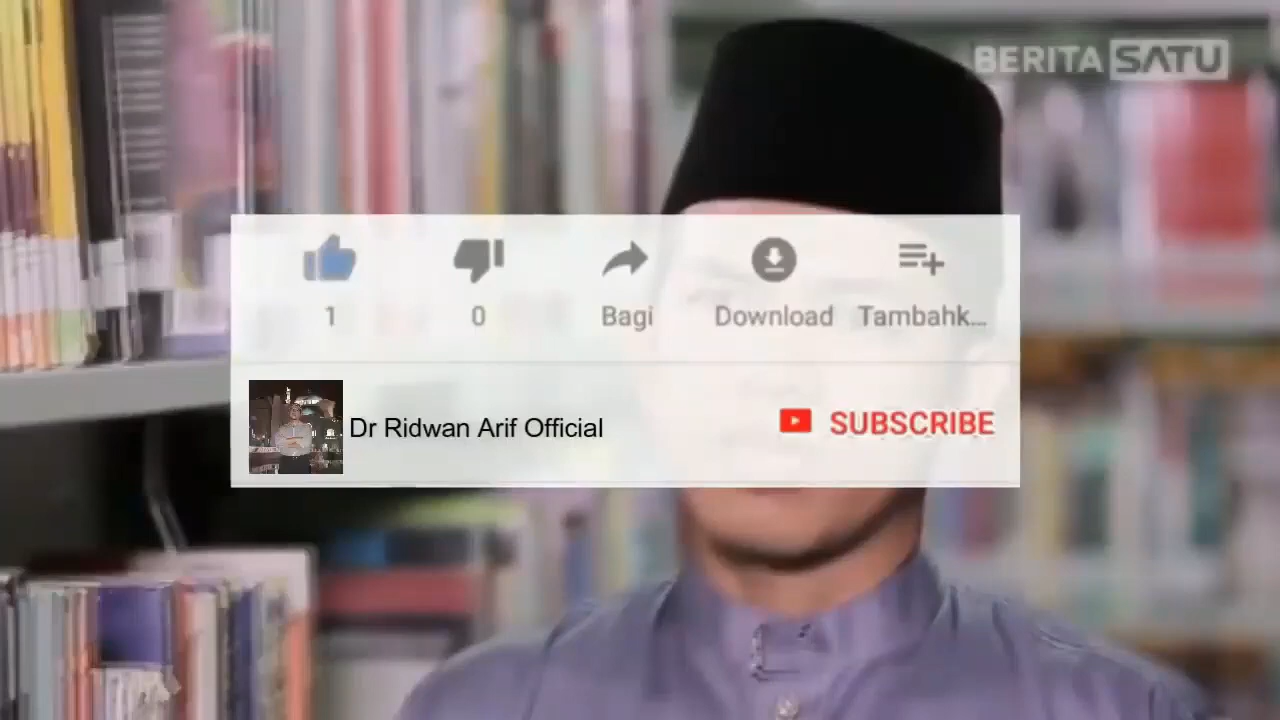 BERITA SATU
1
0
Bagi
Download
Tambahk...
Dr Ridwan Arif Official
SUBSCRIBE